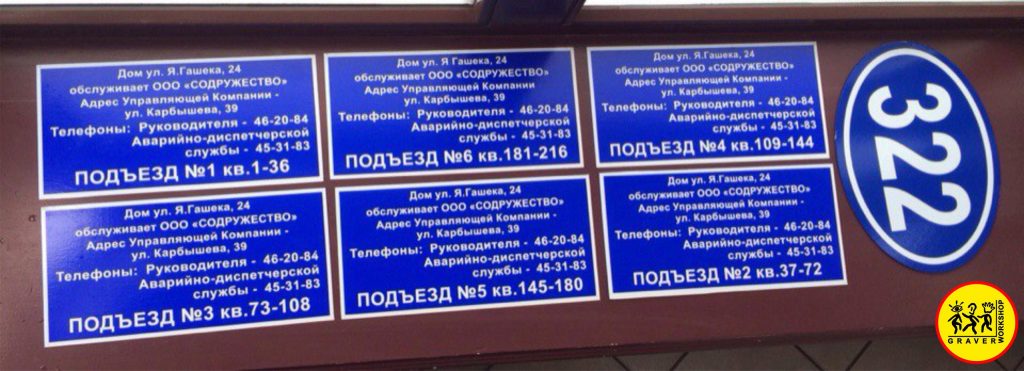 Дом ул. Я.Гашека, 24
обслуживает ООО «СОДРУЖЕСТВО»
Адрес Управляющей Компании -
ул. Карбышева, 39
Телефоны: Руководителя - 46-20-84
Аварийно-диспетчерской
службы - 45-31-83
ПОДЪЕЗД №1 кв.1-36
Дом ул. Я.Гашека, 24
обслуживает ООО «СОДРУЖЕСТВО»
Адрес Управляющей Компании
ул. Карбышева, 39
Телефоны: Руководителя - 46-20-84
Аварийно-диспетчерской
службы - 45-31-83
ПОДЪЕЗД №6 кв.181-216
Дом ул. Я.Гашека, 24
обслуживает ООО «СОДРУЖЕСТВО»
Адрес Управляющей Компании
ул. Карбышева, 39
Телефоны: Руководителя - 46-20-84
Аварийно-диспетчерской
службы - 45-31-83
ПОДЪЕЗД №4 кв.109-144
Дом ул. Я.Гашека, 24
обслуживает ООО «СОДРУЖЕСТВО»
Адрес Управляющей Компании -
ул. Карбышева, 39
Телефоны: Руководителя - 46-20-84
Аварийно-диспетчерской
службы - 45-31-83
ПОДЪЕЗД №3 кв.73-108
Дом ул. Я.Гашека, 24
обслуживает ООО «СОДРУЖЕСТВО»
Адрес Управляющей Компании -
ул. Карбышева, 39
Телефоны: Руководителя - 46-20-84
Аварийно-диспетчерской
службы - 45-31-83
ПОДЪЕЗД №5 кв.145-180
Дом ул. Я.Гашека, 24
обслуживает ООО «СОДРУЖЕСТВО»
Адрес Управляющей Компании -
ул. Карбышева, 39
Телефоны: Руководителя - 46-20-84
Аварийно-диспетчерской
службы - 45-31-83
ПОДЪЕЗД №2 кв.37-72
322
GRAVER
WORKSHOP